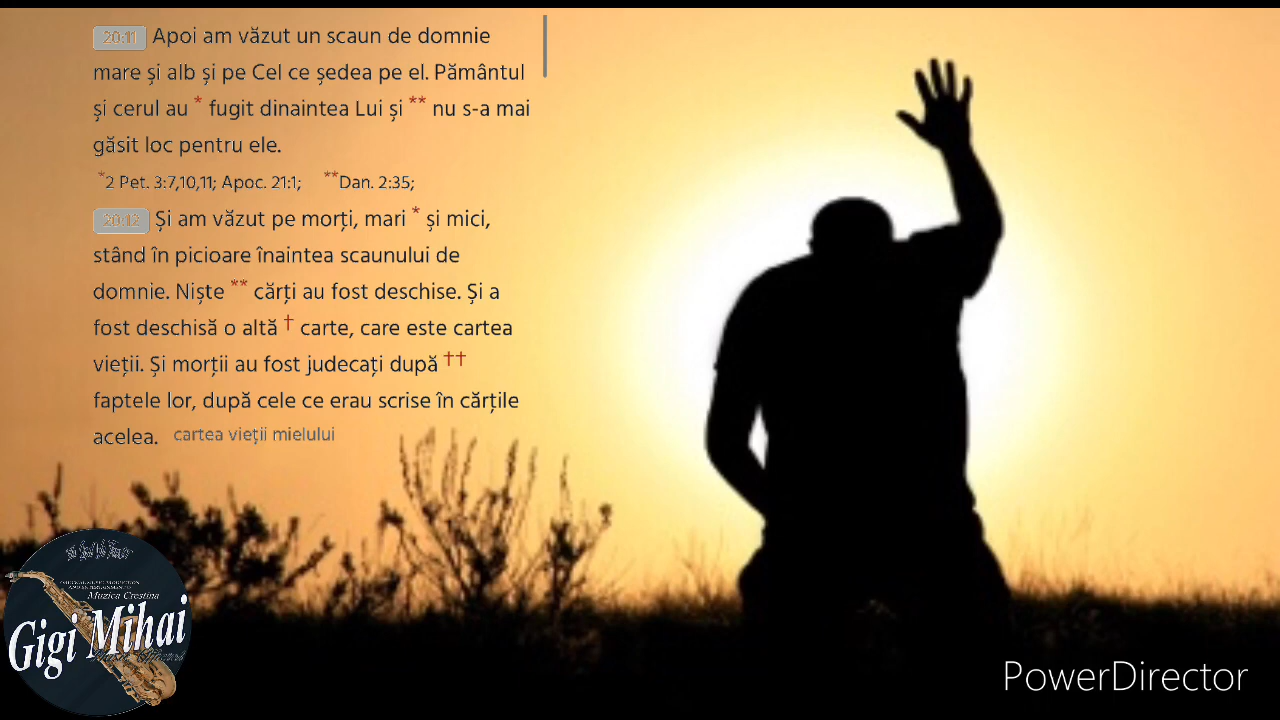 20:11 Apoi am văzut un scaun de domnie
mare și alb și pe Cel ce ședea pe el. Pământul
și cerul au * fugit dinaintea Lui și ** nu s-a mai
găsit loc pentru ele.
*2 Pet. 3:7,10,11; Apoc. 21:1; **Dan. 2:35;
20:12 Și am văzut pe morți, mari * și mici,
stând în picioare înaintea scaunului de
domnie. Niște ** cărți au fost deschise. Și a
fost deschisă o altă † carte, care este cartea
vieții. Și morții au fost judecați după ††
faptele lor, după cele ce erau scrise în cărțile
acelea. cartea vieții mielului
Muzica Crestina
Gigi Mihai
PowerDirector